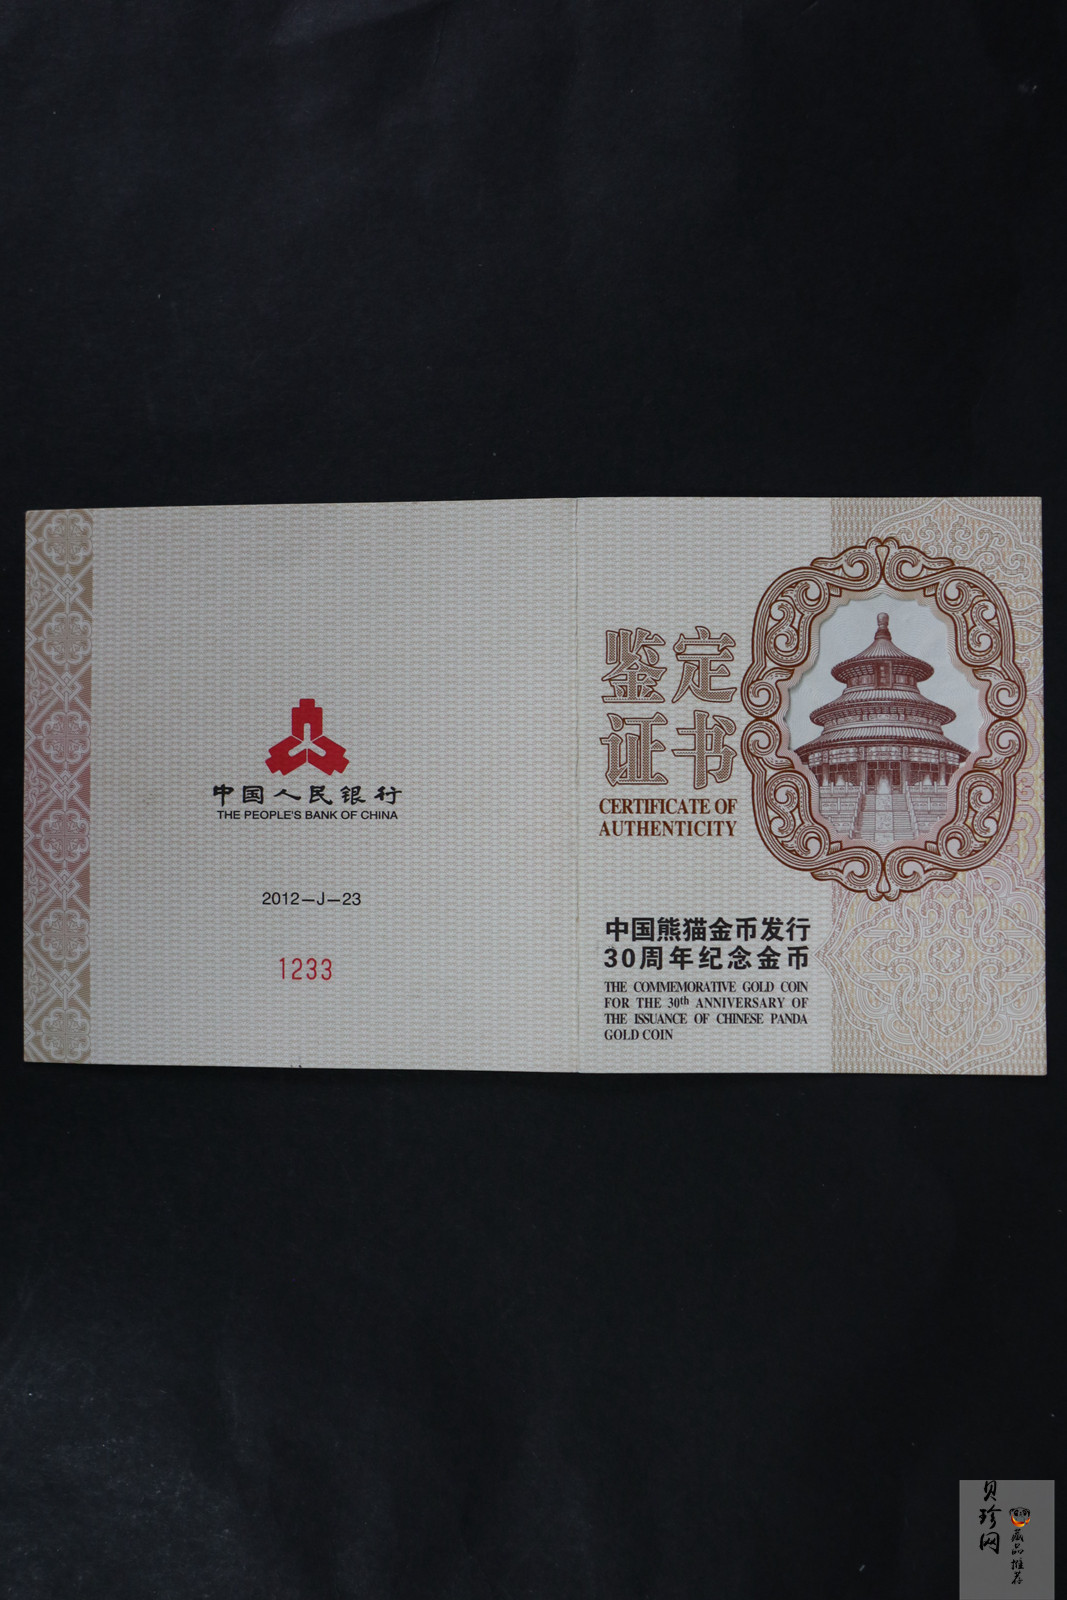 中国人民银行
THE PEOPLE'S BANK OF CHINA
2012—J—23
1233
鉴定
证书
CERTIFICATE OF
AUTHENTICITY
中国熊猫金币发行
30周年纪念金币
THE COMMEMORATIVE GOLD COIN
FOR THE 30th ANNIVERSARY OF
THE ISSUANCE OF CHINESE PANDA
GOLD COIN
贝珍网
藏品推荐